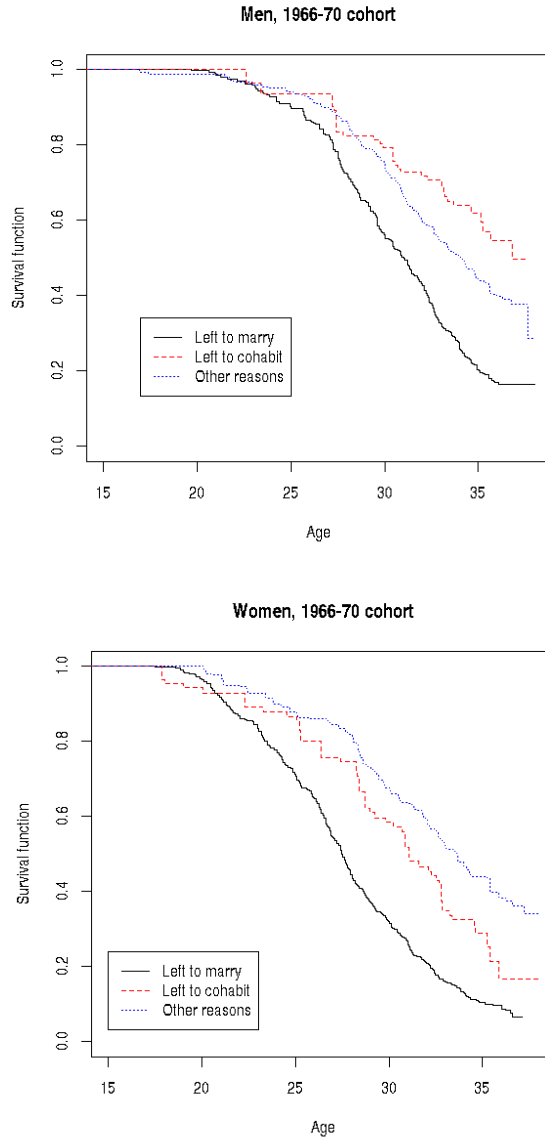 Men, 1966-70 cohort
Survival function
1.0
0.8
0.6
0.4
0.2
0.0
Left to marry
Left to cohabit
Other reasons
15 20 25 30 35
Age
Women, 1966-70 cohort
Survival function
1.0
0.8
0.6
0.4
0.2
0.0
Left to marry
Left to cohabit
Other reasons
15 20 25 30 35
Age